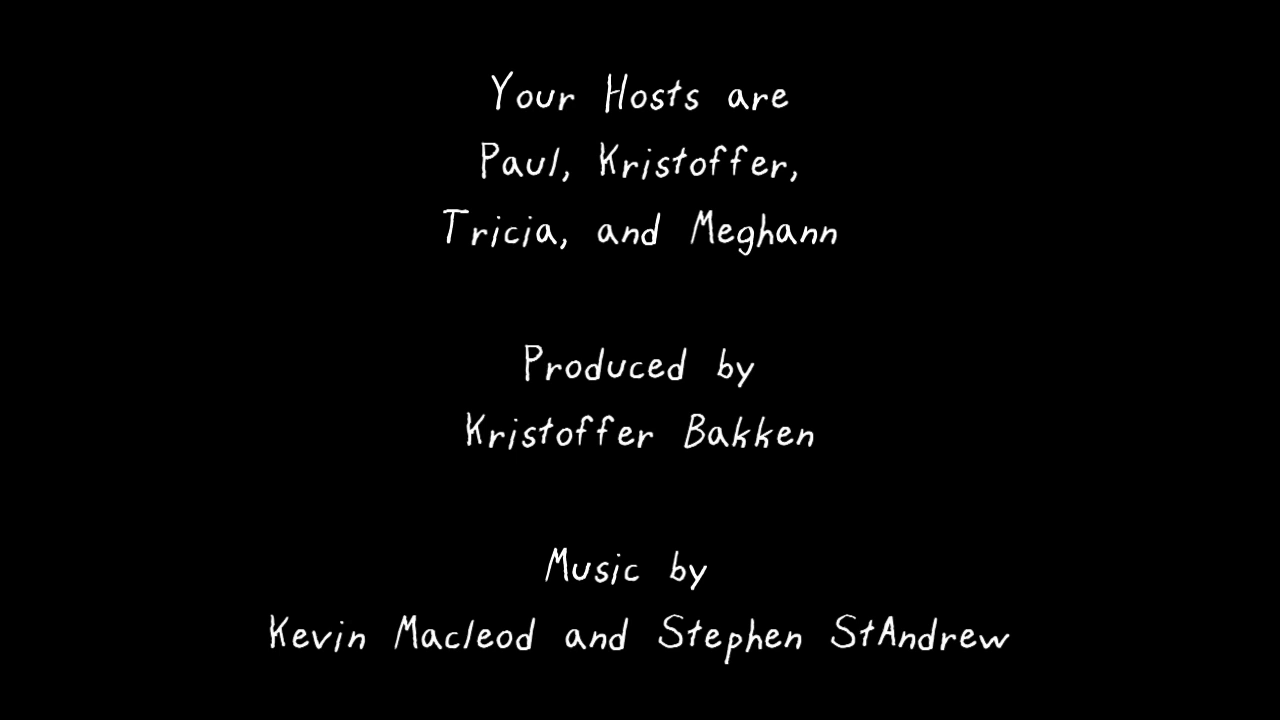 Your Hosts are
Paul, Kristoffer,
Tricia, and Meghann
Produced by
Kristoffer Bakken
Music by
Kevin Macleod and Stephen StAndrew